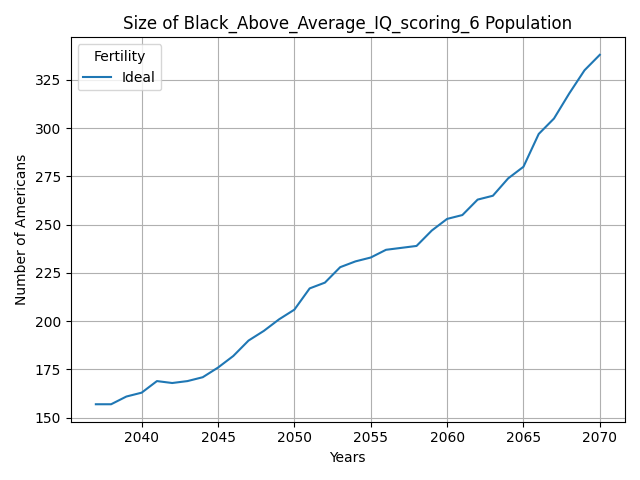 Size of Black_Above_Average_IQ_scoring_6 Population
Fertility
Ideal
Number of Americans
325
300
275
250
225
200
175
150
2040 2045 2050 2055 2060 2065 2070
Years